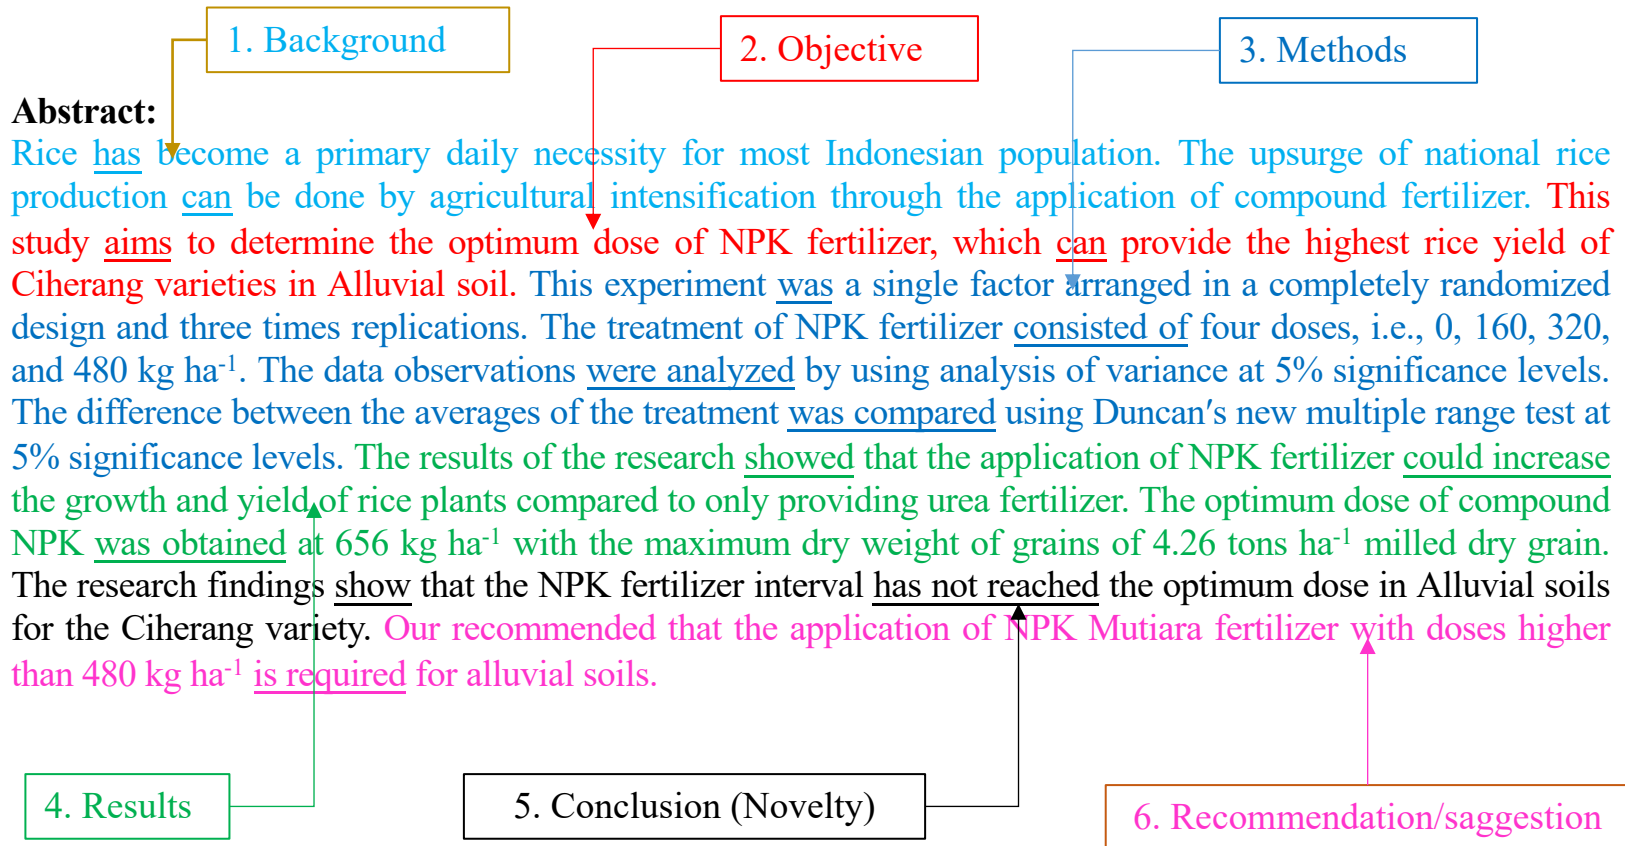 1. Background
2. Objective
3. Methods
Abstract:
Rice has become a primary daily necessity for most Indonesian population. The upsurge of national rice
production can be done by agricultural intensification through the application of compound fertilizer. This
study aims to determine the optimum dose of NPK fertilizer, which can provide the highest rice yield of
Ciherang varieties in Alluvial soil. This experiment was a single factor arranged in a completely randomized
design and three times replications. The treatment of NPK fertilizer consisted of four doses, i.e., 0, 160, 320,
and 480 kg ha⁻¹. The data observations were analyzed by using analysis of variance at 5% significance levels.
The difference between the averages of the treatment was compared using Duncan′s new multiple range test at
5% significance levels. The results of the research showed that the application of NPK fertilizer could increase
the growth and yield of rice plants compared to only providing urea fertilizer. The optimum dose of compound
NPK was obtained at 656 kg ha⁻¹ with the maximum dry weight of grains of 4.26 tons ha⁻¹ milled dry grain.
The research findings show that the NPK fertilizer interval has not reached the optimum dose in Alluvial soils
for the Ciherang variety. Our recommended that the application of NPK Mutiara fertilizer with doses higher
than 480 kg ha⁻¹ is required for alluvial soils.
4. Results
5. Conclusion (Novelty)
6. Recommendation/saggestion